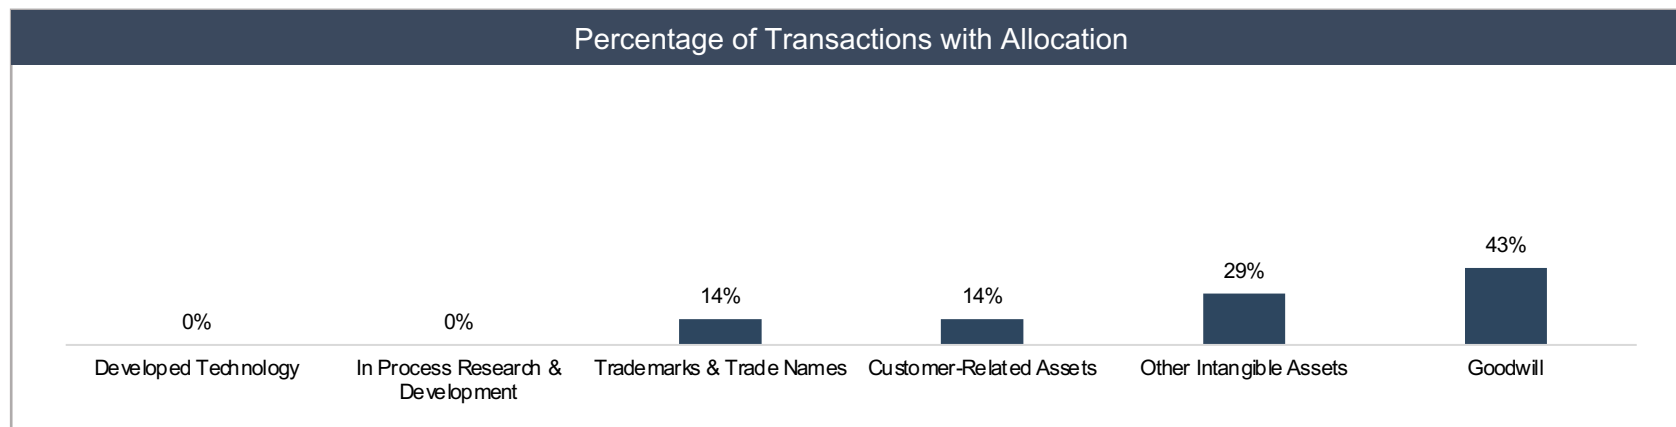 Percentage of Transactions with Allocation
0%
0%
14%
14%
29%
43%
Developed Technology
In Process Research &
Development
Trademarks & Trade Names
Customer-Related Assets
Other Intangible Assets
Goodwill